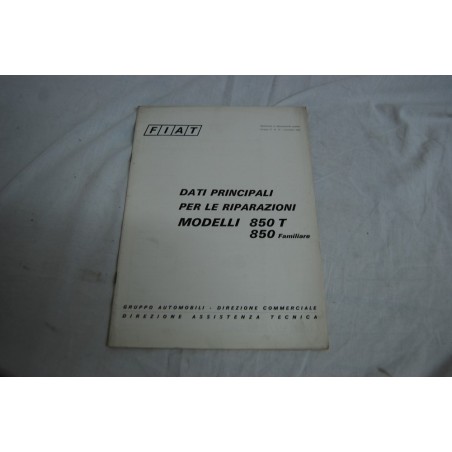 FIAT
DATI PRINCIPALI
PER LE RIPARAZIONI
MODELLI 850 T
850 Familiare
GRUPPO AUTOMOBILI - DIREZIONE COMMERCIALE
DIREZIONE ASSISTENZA TECNICA